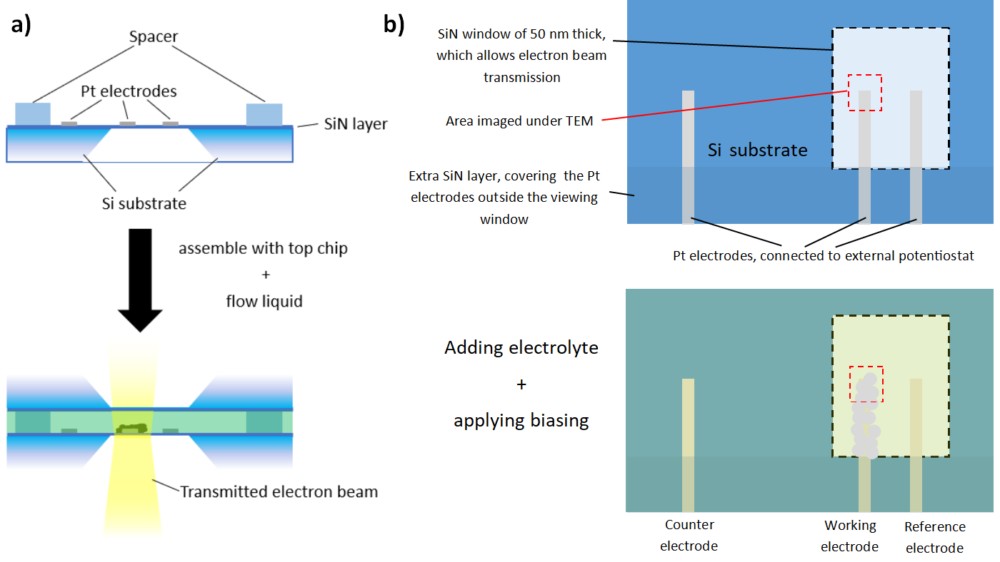 a)
Spacer
Pt electrodes
SiN layer
Si substrate
assemble with top chip
+
flow liquid
Transmitted electron beam
b)
SiN window of 50 nm thick,
which allows electron beam
transmission
Area imaged under TEM
Si substrate
Extra SiN layer, covering the Pt
electrodes outside the viewing
window
Pt electrodes, connected to external potentiostat
Adding electrolyte
+
applying biasing
Counter
electrode
Working
electrode
Reference
electrode